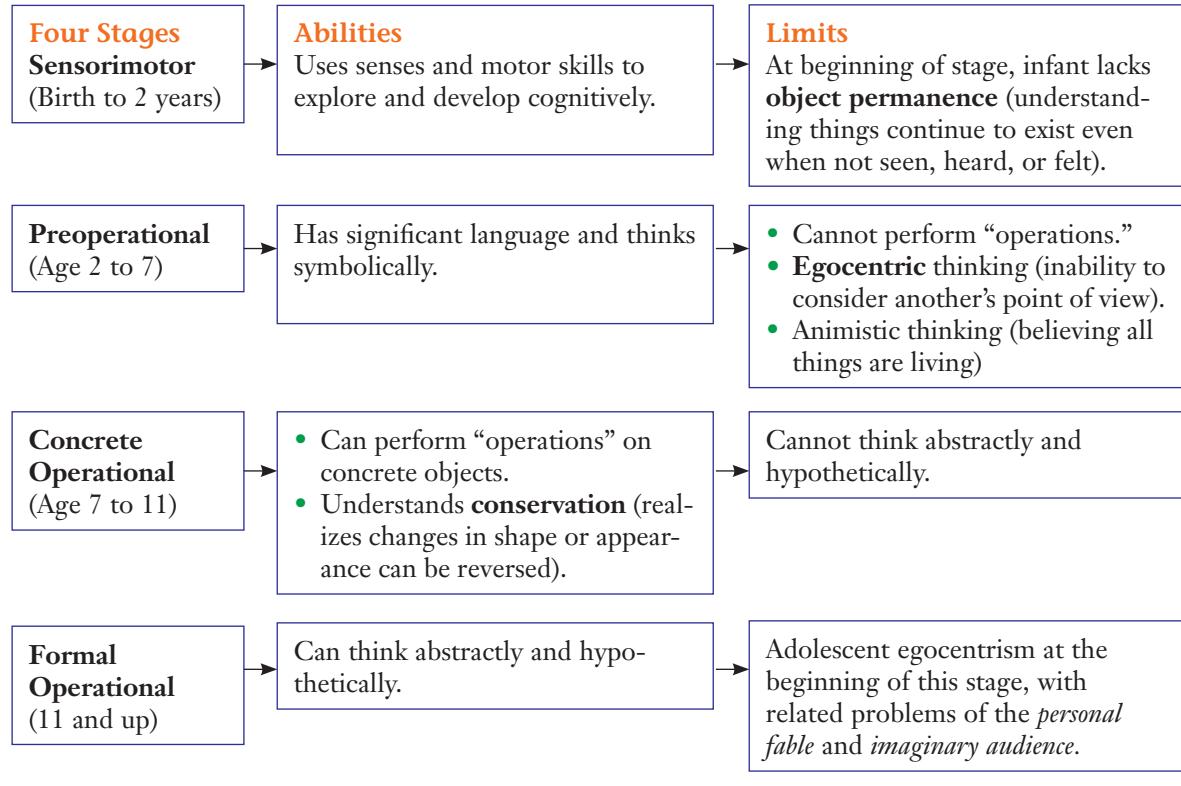 Four Stages
Sensorimotor
(Birth to 2 years)
Abilities
Uses senses and motor skills to
explore and develop cognitively.
Limits
At beginning of stage, infant lacks
object permanence (understand-
ing things continue to exist even
when not seen, heard, or felt).
Preoperational
(Age 2 to 7)
Has significant language and thinks
symbolically.
• Cannot perform “operations.”
• Egocentric thinking (inability to
consider another’s point of view).
• Animistic thinking (believing all
things are living)
Concrete
Operational
(Age 7 to 11)
• Can perform “operations” on
concrete objects.
• Understands conservation (real-
izes changes in shape or appear-
ance can be reversed).
Cannot think abstractly and
hypothetically.
Formal
Operational
(11 and up)
Can think abstractly and hypo-
thetically.
Adolescent egocentrism at the
beginning of this stage, with
related problems of the personal
fable and imaginary audience.